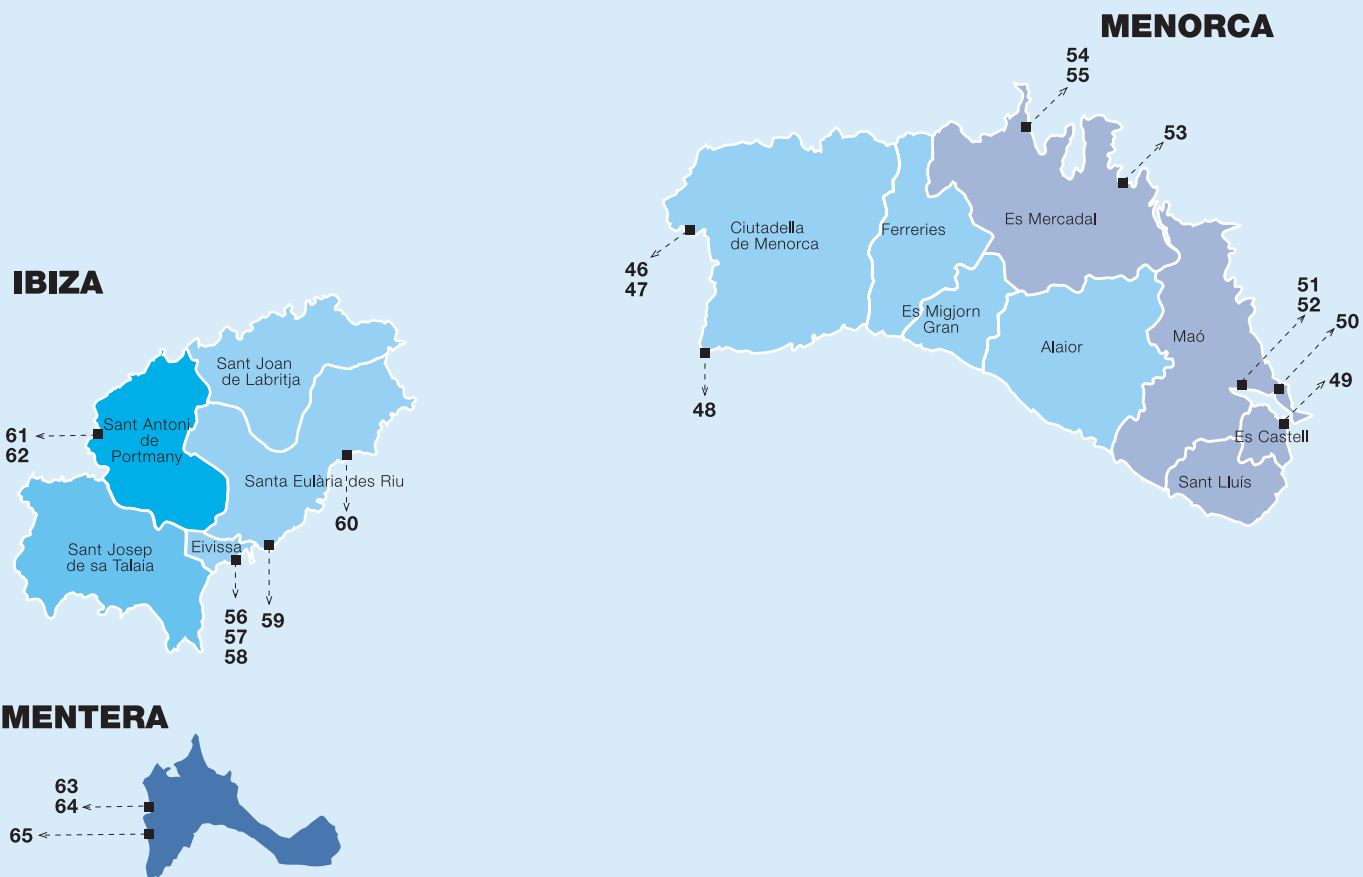 MENORCA
54
55
53
Ciutadella
de Menorca
Ferreries
Es Mercadal
46
47
Es Migjorn
Gran
Alaior
Maó
51
52
50
49
48
Es Castell
Sant Lluís
IBIZA
Sant Joan
de Labritja
Sant Antoni
de
Portmany
61
62
Santa Eulària des Riu
60
Sant Josep
de sa Talaia
Eivissa
56
57
58
59
MENTERA
63
64
65